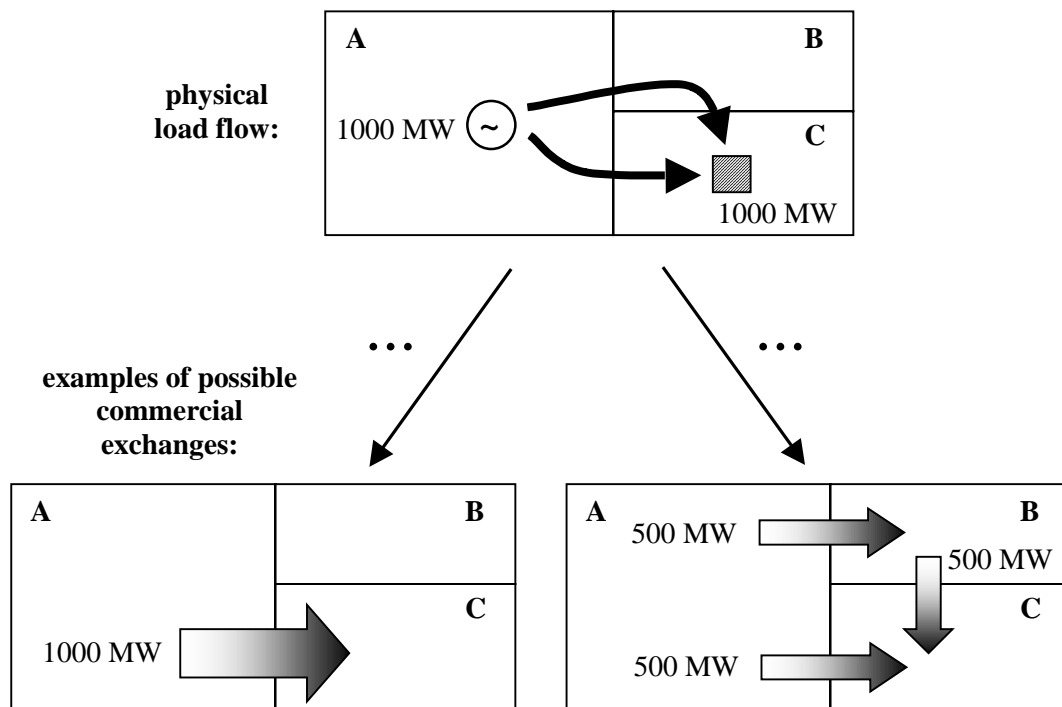 A
B
physical
load flow:
1000 MW
~
C
1000 MW
...
...
examples of possible
commercial
exchanges:
A
B
C
1000 MW
A
B
500 MW
500 MW
C
500 MW